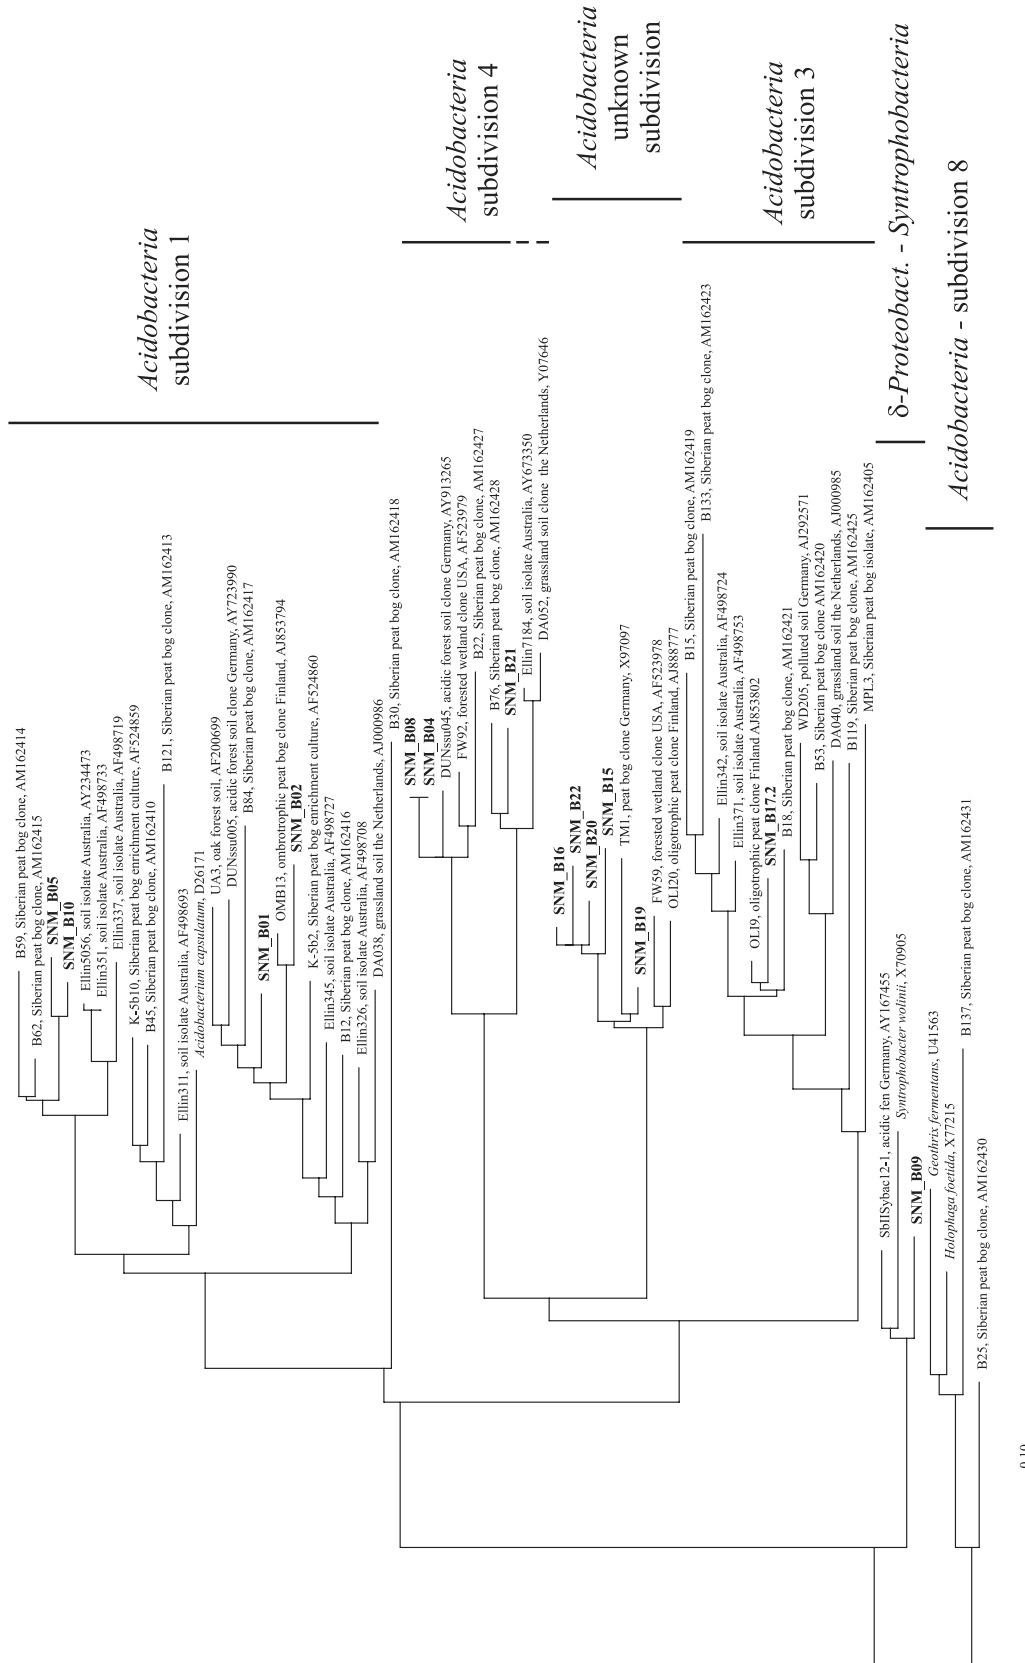 B59, Siberian peat bog clone, AM162414
B62, Siberian peat bog clone, AM162415
SNM_B05
SNM_B10
Ellin5056, soil isolate Australia, AY234473
Ellin351, soil isolate Australia, AF498733
Ellin337, soil isolate Australia, AF498719
K-5b10, Siberian peat bog enrichment culture, AF524859
B45, Siberian peat bog clone, AM162410
B121, Siberian peat bog clone, AM162413
Ellin311, soil isolate Australia, AF498693
Acidobacterium capsulatum, D26171
UA3, oak forest soil, AF200699
DUNssu005, acidic forest soil clone Germany, AY723990
B84, Siberian peat bog clone, AM162417
SNM_B01
OMB13, ombrotrophic peat bog clone Finland, AJ853794
SNM_B02
K-5b2, Siberian peat bog enrichment culture, AF524860
Ellin345, soil isolate Australia, AF498727
B12, Siberian peat bog clone, AM162416
Ellin326, soil isolate Australia, AF498708
DA038, grassland soil the Netherlands, AJ000986
B30, Siberian peat bog clone, AM162418
Acidobacteria
subdivision 1
SNM_B08
SNM_B04
DUNssu045, acidic forest soil clone Germany, AY913265
FW92, forested wetland clone USA, AF523979
B22, Siberian peat bog clone, AM162427
B76, Siberian peat bog clone, AM162428
SNM_B21
Ellin7184, soil isolate Australia, AY673350
DA052, grassland soil clone the Netherlands, Y07646
Acidobacteria
subdivision 4
SNM_B16
SNM_B22
SNM_B20
SNM_B15
TM1, peat bog clone Germany, X97097
SNM_B19
FW59, forested wetland clone USA, AF523978
OLI20, oligotrophic peat clone Finland, AJ888777
Acidobacteria
unknown
subdivision
B15, Siberian peat bog clone, AM162419
B133, Siberian peat bog clone, AM162423
Ellin342, soil isolate Australia, AF498724
Ellin371, soil isolate Australia, AF498753
OLI9, oligotrophic peat clone Finland AJ853802
SNM_B17.2
B18, Siberian peat bog clone, AM162421
WD205, polluted soil Germany, AJ292571
B53, Siberian peat bog clone AM162420
DA040, grassland soil the Netherlands, AJ000985
B119, Siberian peat bog clone, AM162425
MPL3, Siberian peat bog isolate, AM162405
Acidobacteria
subdivision 3
SbIISybac12-1, acidic fen Germany, AY167455
Syntrophobacter wolinii, X70905
SNM_B09
δ-Proteobact. - Syntrophobacteria
Geothrix fermentans, U41563
Holophaga foetida, X77215
B137, Siberian peat bog clone, AM162431
B25, Siberian peat bog clone, AM162430
Acidobacteria - subdivision 8
0.10